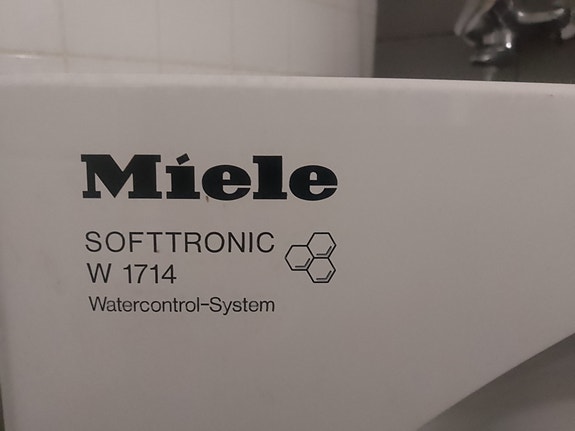 Miele
SOFTTRONIC
W 1714
Watercontrol-System